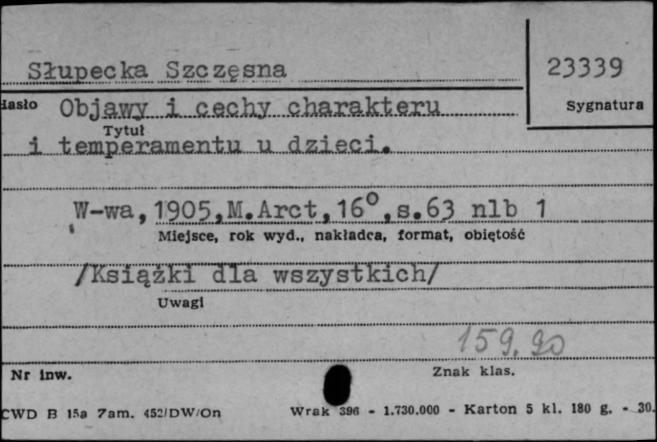 Słupecka Szczęsna
23339
Hasło Objawy i cechy charakteru
Sygnatura
Tytuł
i temperamentu u dzieci.
W-wa, 1905, M.Arct, 16°, s.63 nlb 1
Miejsce, rok wyd., nakładca, format, obiętość
/Książki dla wszystkich/
Uwagi
159.90
Nr inw.
Znak klas.
CWD B 15a Zam. 452/DW/On
Wrak 396 - 1.730.000 - Karton 5 kl. 180 g. - 30.